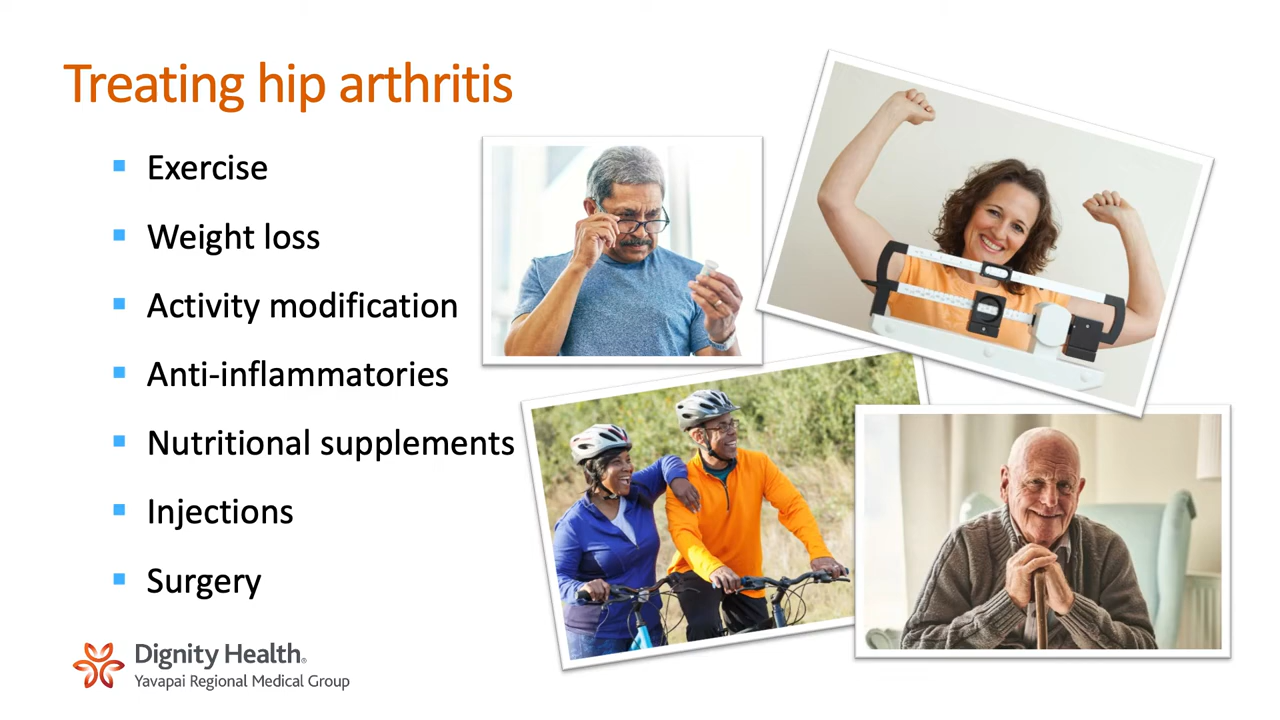 Treating hip arthritis
Exercise
Weight loss
Activity modification
Anti-inflammatories
Nutritional supplements
Injections
Surgery
Dignity Health®
Yavapai Regional Medical Group